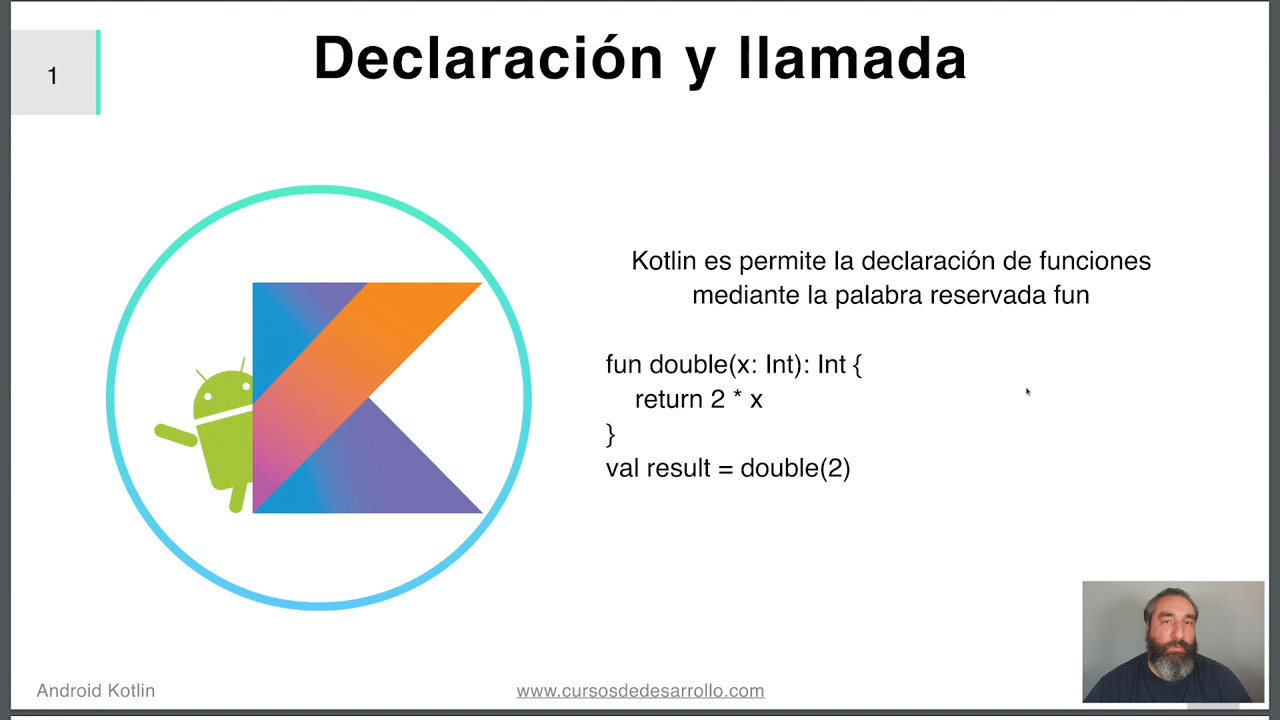 1
Declaración y llamada
Kotlin es permite la declaración de funciones
mediante la palabra reservada fun
fun double(x: Int): Int {
    return 2 * x
}
val result = double(2)
Android Kotlin
www.cursosdedesarrollo.com